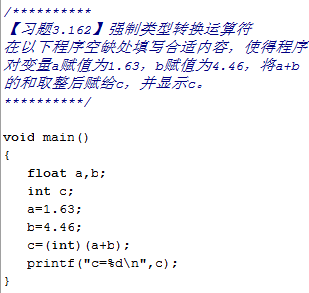 /**********
【习题3.162】强制类型转换运算符
在以下程序空缺处填写合适内容，使得程序
对变量a赋值为1.63，b赋值为4.46，将a+b
的和取整后赋给c，并显示c。
**********/
void main()
{
float a,b;
int c;
a=1.63;
b=4.46;
c=(int)(a+b);
printf("c=%d\n",c);
}